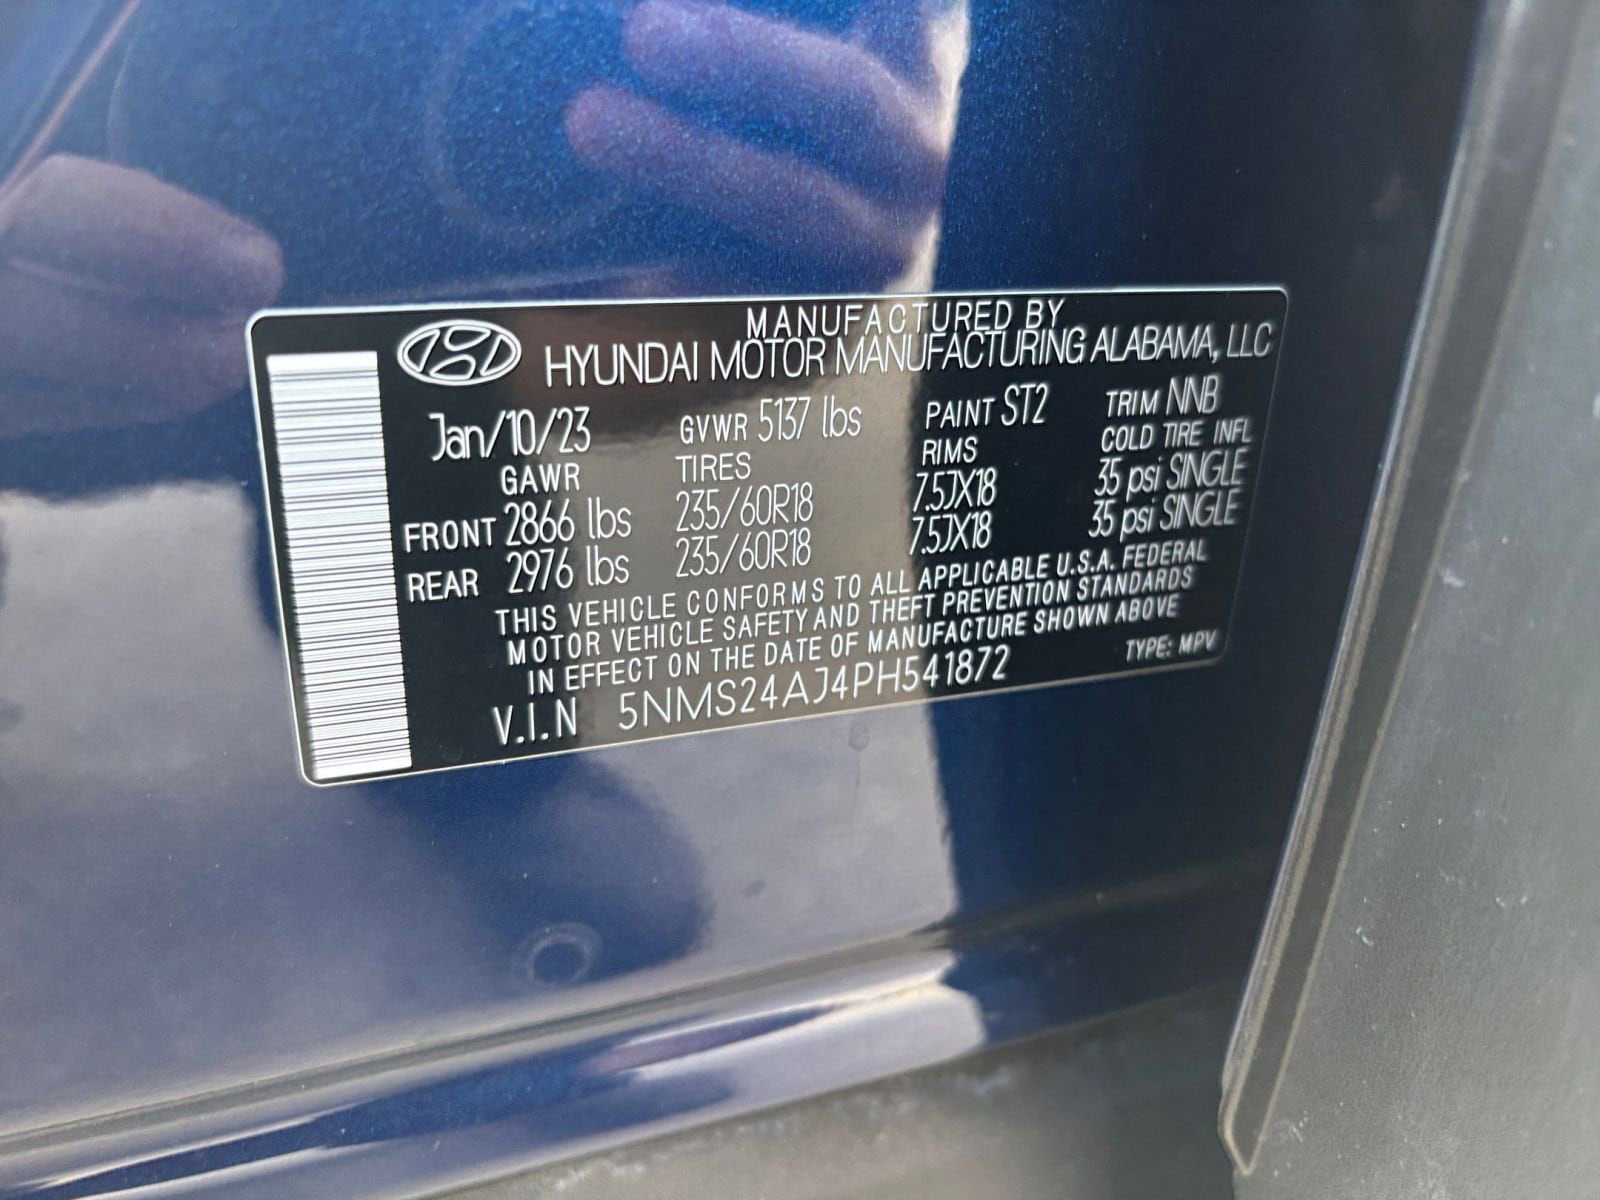 MANUFACTURED BY
HYUNDAI MOTOR MANUFACTURING ALABAMA, LLC
Jan/10/23 GVWR 5137 lbs PAINT ST2 TRIM NNB
GAWR TIRES RIMS COLD TIRE INFL
FRONT 2866 lbs 235/60R18 7.5JX18 35 psi SINGLE
REAR 2976 lbs 235/60R18 7.5JX18 35 psi SINGLE
THIS VEHICLE CONFORMS TO ALL APPLICABLE U.S.A. FEDERAL
MOTOR VEHICLE SAFETY AND THEFT PREVENTION STANDARDS
IN EFFECT ON THE DATE OF MANUFACTURE SHOWN ABOVE
V.I.N 5NMS24AJ4PH541872 TYPE: MPV